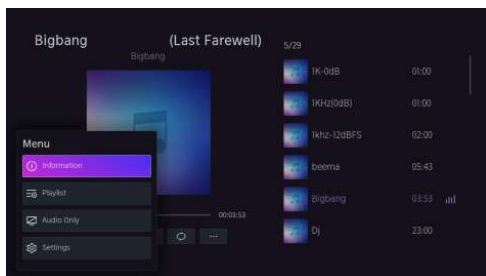 Bigbang (Last Farewell)
Bigbang
5/29
1K-0dB 01:00
1KHz(0dB) 01:00
1khz-12dBFS 02:00
beema 05:43
Bigbang 03:53
Dj 23:00
00:03:53
Menu
Information
Playlist
Audio Only
Settings